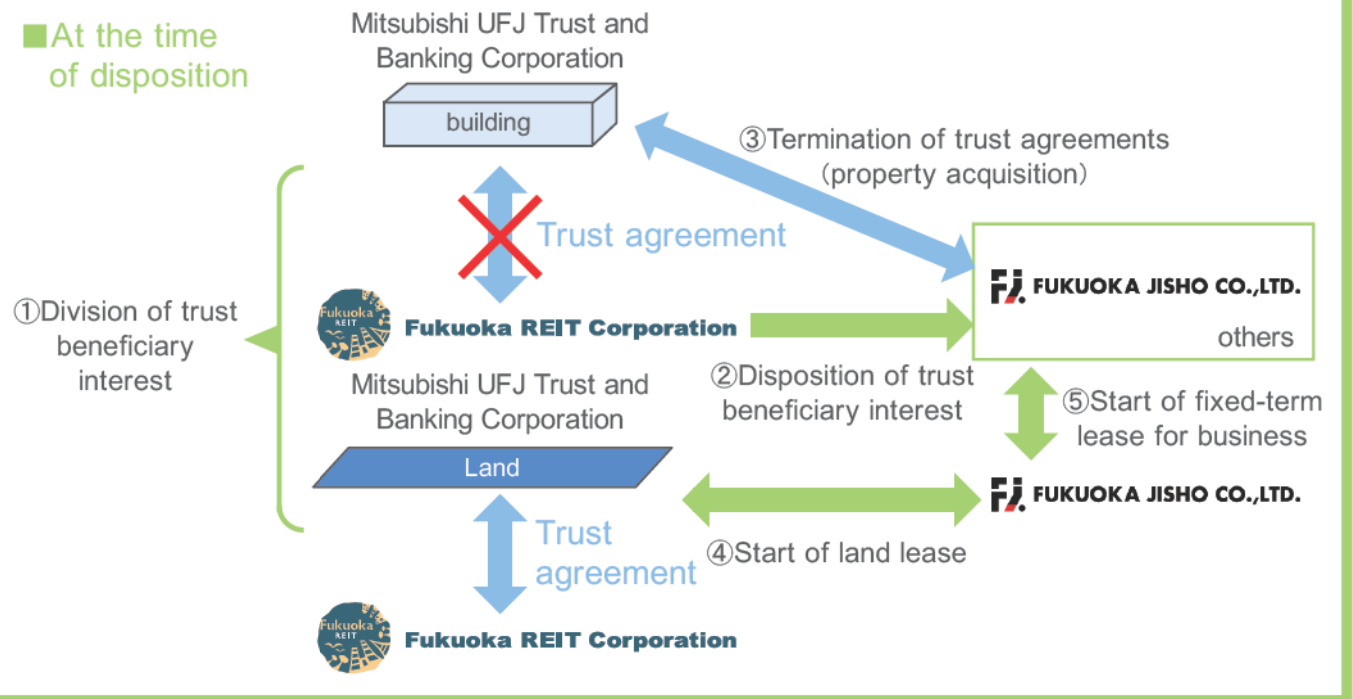 ■At the time
of disposition
Mitsubishi UFJ Trust and
Banking Corporation
building
③Termination of trust agreements
(property acquisition)
Trust agreement
①Division of trust
beneficiary
interest
Fukuoka
REIT
Fukuoka REIT Corporation
FJ. FUKUOKA JISHO CO.,LTD.
others
②Disposition of trust
beneficiary interest
Mitsubishi UFJ Trust and
Banking Corporation
Land
⑤Start of fixed-term
lease for business
FJ. FUKUOKA JISHO CO.,LTD.
④Start of land lease
Trust
agreement
Fukuoka
REIT
Fukuoka REIT Corporation